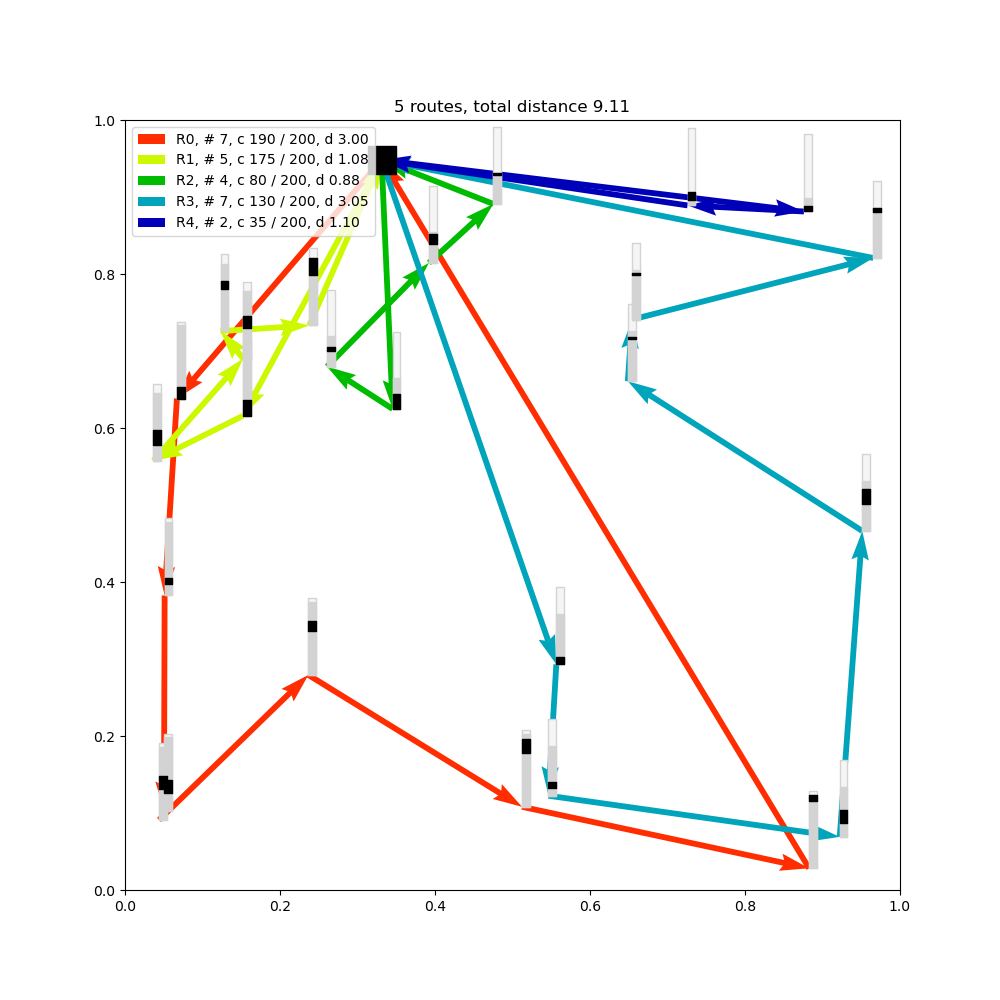 5 routes, total distance 9.11
R0, # 7, c 190 / 200, d 3.00
R1, # 5, c 175 / 200, d 1.08
R2, # 4, c 80 / 200, d 0.88
R3, # 7, c 130 / 200, d 3.05
R4, # 2, c 35 / 200, d 1.10
1.0
0.8
0.6
0.4
0.2
0.0
0.0 0.2 0.4 0.6 0.8 1.0